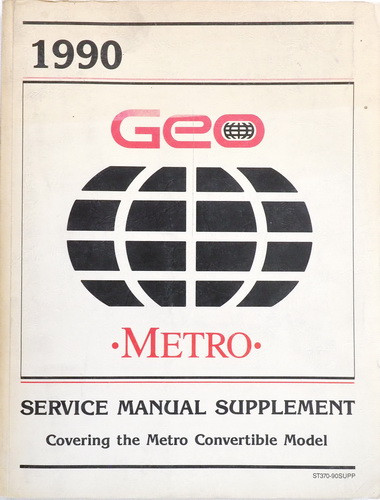 1990
Geo
•METRO•
SERVICE MANUAL SUPPLEMENT
Covering the Metro Convertible Model
ST370-90SUPP